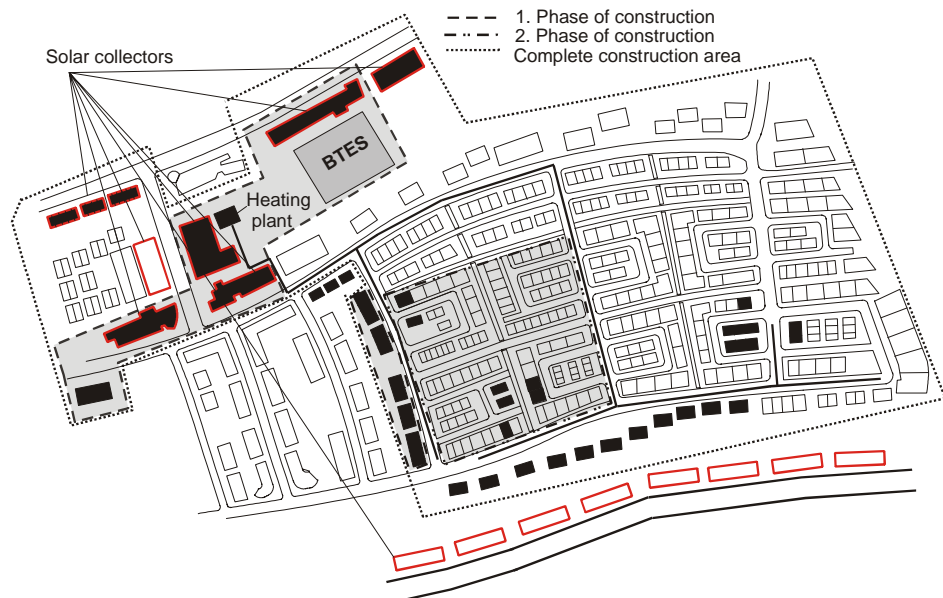 1. Phase of construction
2. Phase of construction
Complete construction area
Solar collectors
BTES
Heating
plant